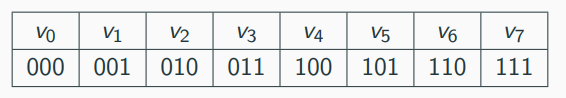 v₀ v₁ v₂ v₃ v₄ v₅ v₆ v₇
000 001 010 011 100 101 110 111